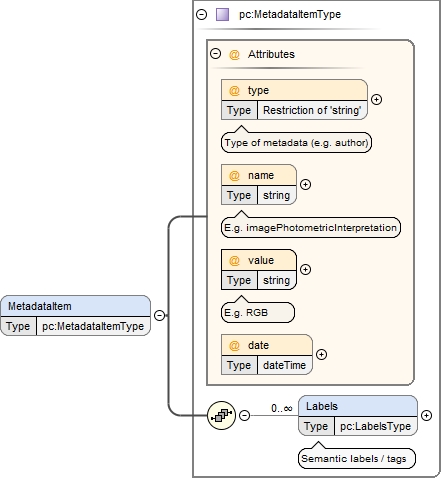 pc:MetadataItemType
@ Attributes
@ type
Type Restriction of 'string'
Type of metadata (e.g. author)
@ name
Type string
E.g. imagePhotometricInterpretation
@ value
Type string
E.g. RGB
@ date
Type dateTime
MetadataItem
Type pc:MetadataItemType
0..∞
Labels
Type pc:LabelsType
Semantic labels / tags